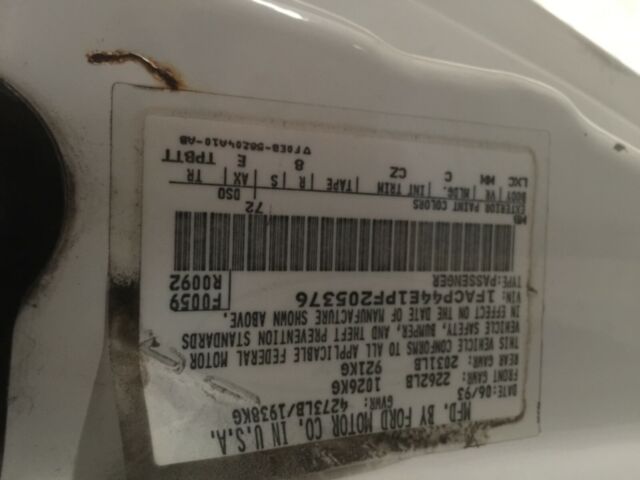 MFD. BY FORD MOTOR CO. IN U.S.A.
DATE: 06/93 GVWR: 4273LB/1938KG
FRONT GAWR: 2262LB 1026KG
REAR GAWR: 2031LB 921KG
THIS VEHICLE CONFORMS TO ALL APPLICABLE FEDERAL MOTOR
VEHICLE SAFETY, BUMPER, AND THEFT PREVENTION STANDARDS
IN EFFECT ON THE DATE OF MANUFACTURE SHOWN ABOVE.
VIN: 1FACP44E1PF205376 F0059
TYPE: PASSENGER R0092
EXTERIOR PAINT COLORS 72 DSO
BODY VR MLDG. INT TRIM TAPE R S AX TR
LXC HH C CZ 8 E TPBTT
▽F0EB-58204A10-AB